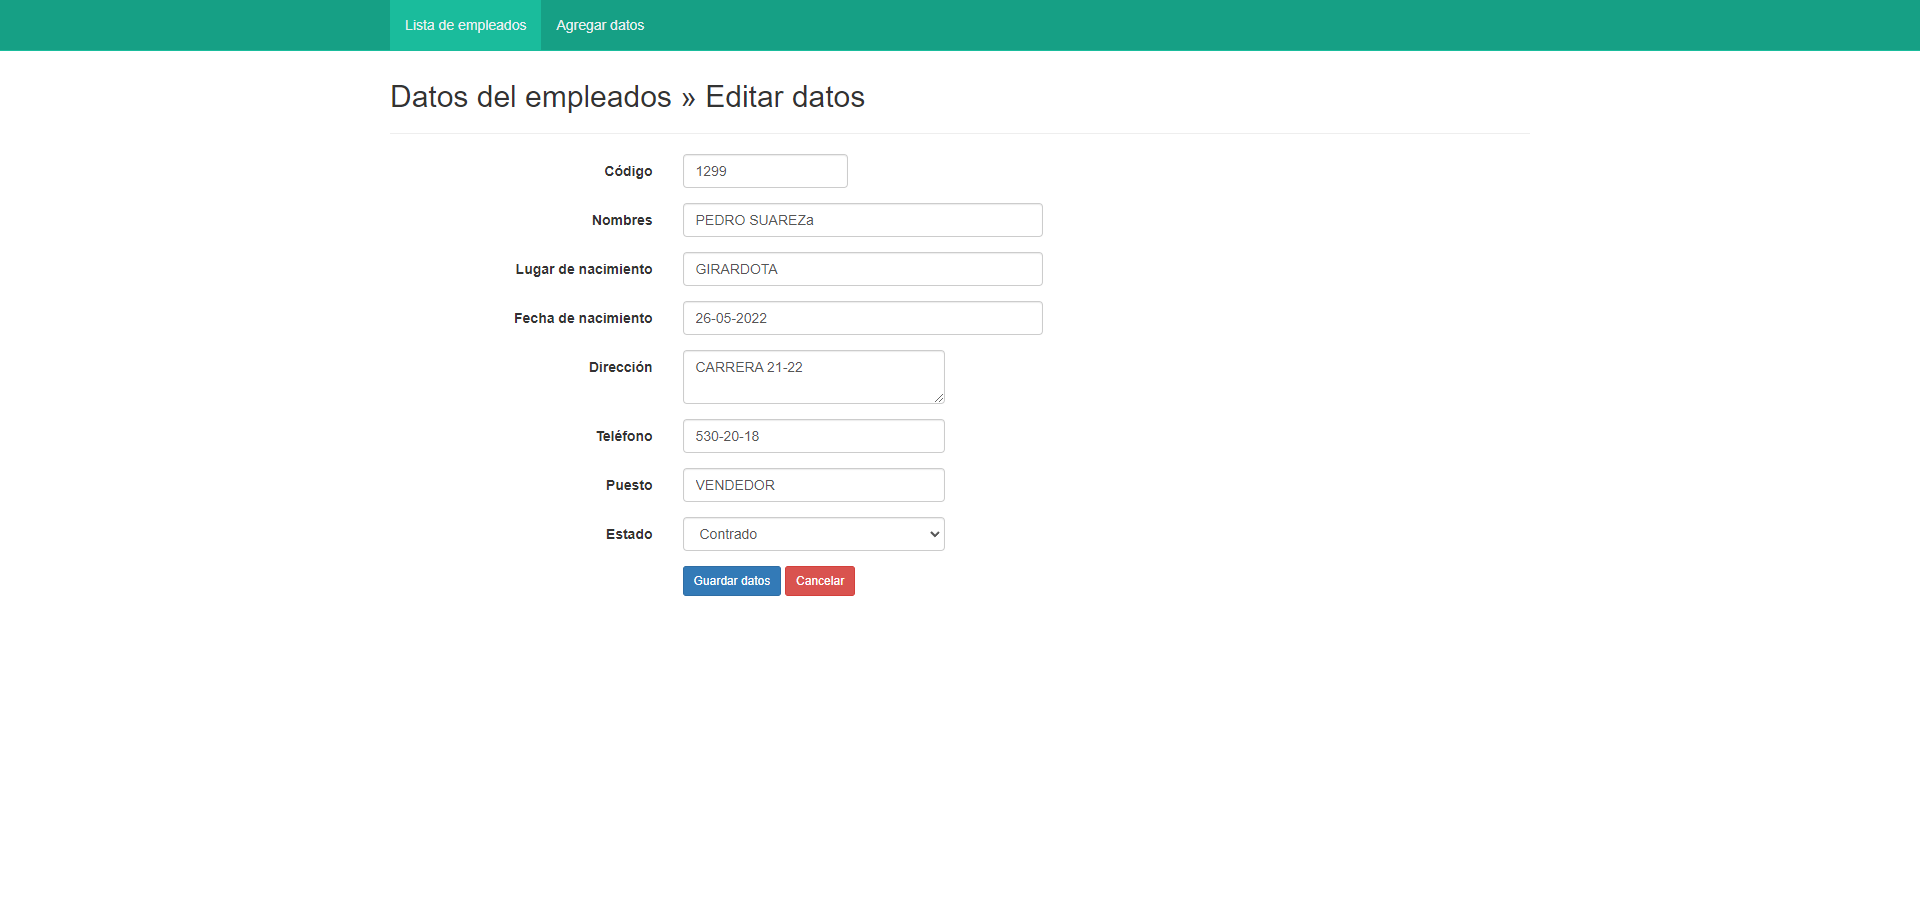 Lista de empleados Agregar datos
Datos del empleados » Editar datos
Código 1299
Nombres PEDRO SUAREZa
Lugar de nacimiento GIRARDOTA
Fecha de nacimiento 26-05-2022
Dirección CARRERA 21-22
Teléfono 530-20-18
Puesto VENDEDOR
Estado Contrado
Guardar datos Cancelar